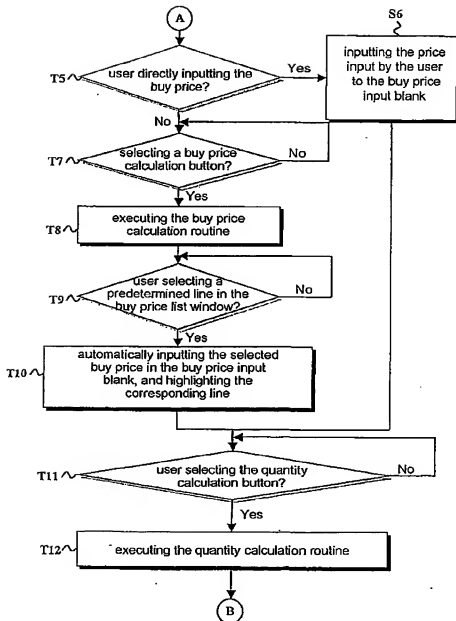 A
S6
T5
user directly inputting the
buy price?
Yes
inputting the price
input by the user
to the buy price
input blank
No
T7
selecting a buy price
calculation button?
No
Yes
T8
executing the buy price
calculation routine
T9
user selecting a
predetermined line in the
buy price list window?
No
Yes
T10
automatically inputting the selected
buy price in the buy price input
blank, and highlighting the
corresponding line
T11
user selecting the quantity
calculation button?
No
Yes
T12
executing the quantity calculation routine
B